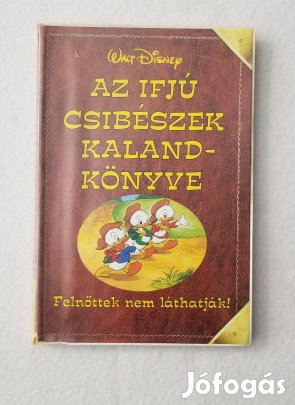 WALT DISNEY
AZ IFJÚ
CSIBÉSZEK
KALAND-
KÖNYVE
Felnőttek nem láthatják!
Jófogás